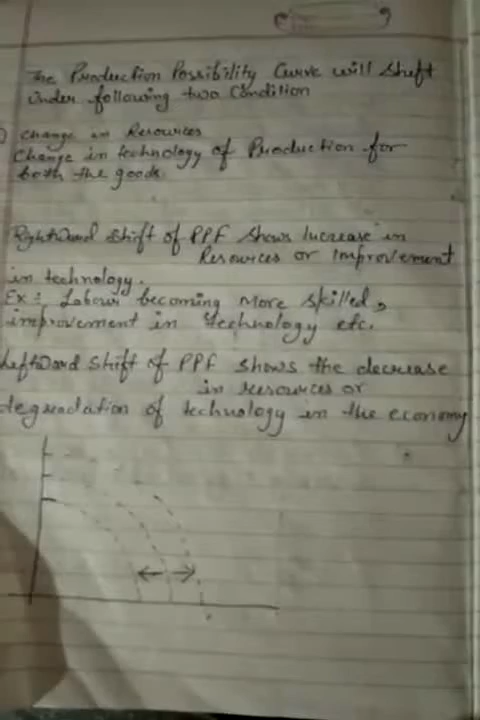 The Production Possibility Curve will Shift
under following two Condition
) Change in Resources
Change in technology of Production for
both the goods
Rightward Shift of PPF Shows Increase in
Resources or Improvement
in technology.
Ex: Labour becoming More Skilled,
improvement in technology etc.
Leftward Shift of PPF Shows the decrease
in resources or
degradation of technology in the economy